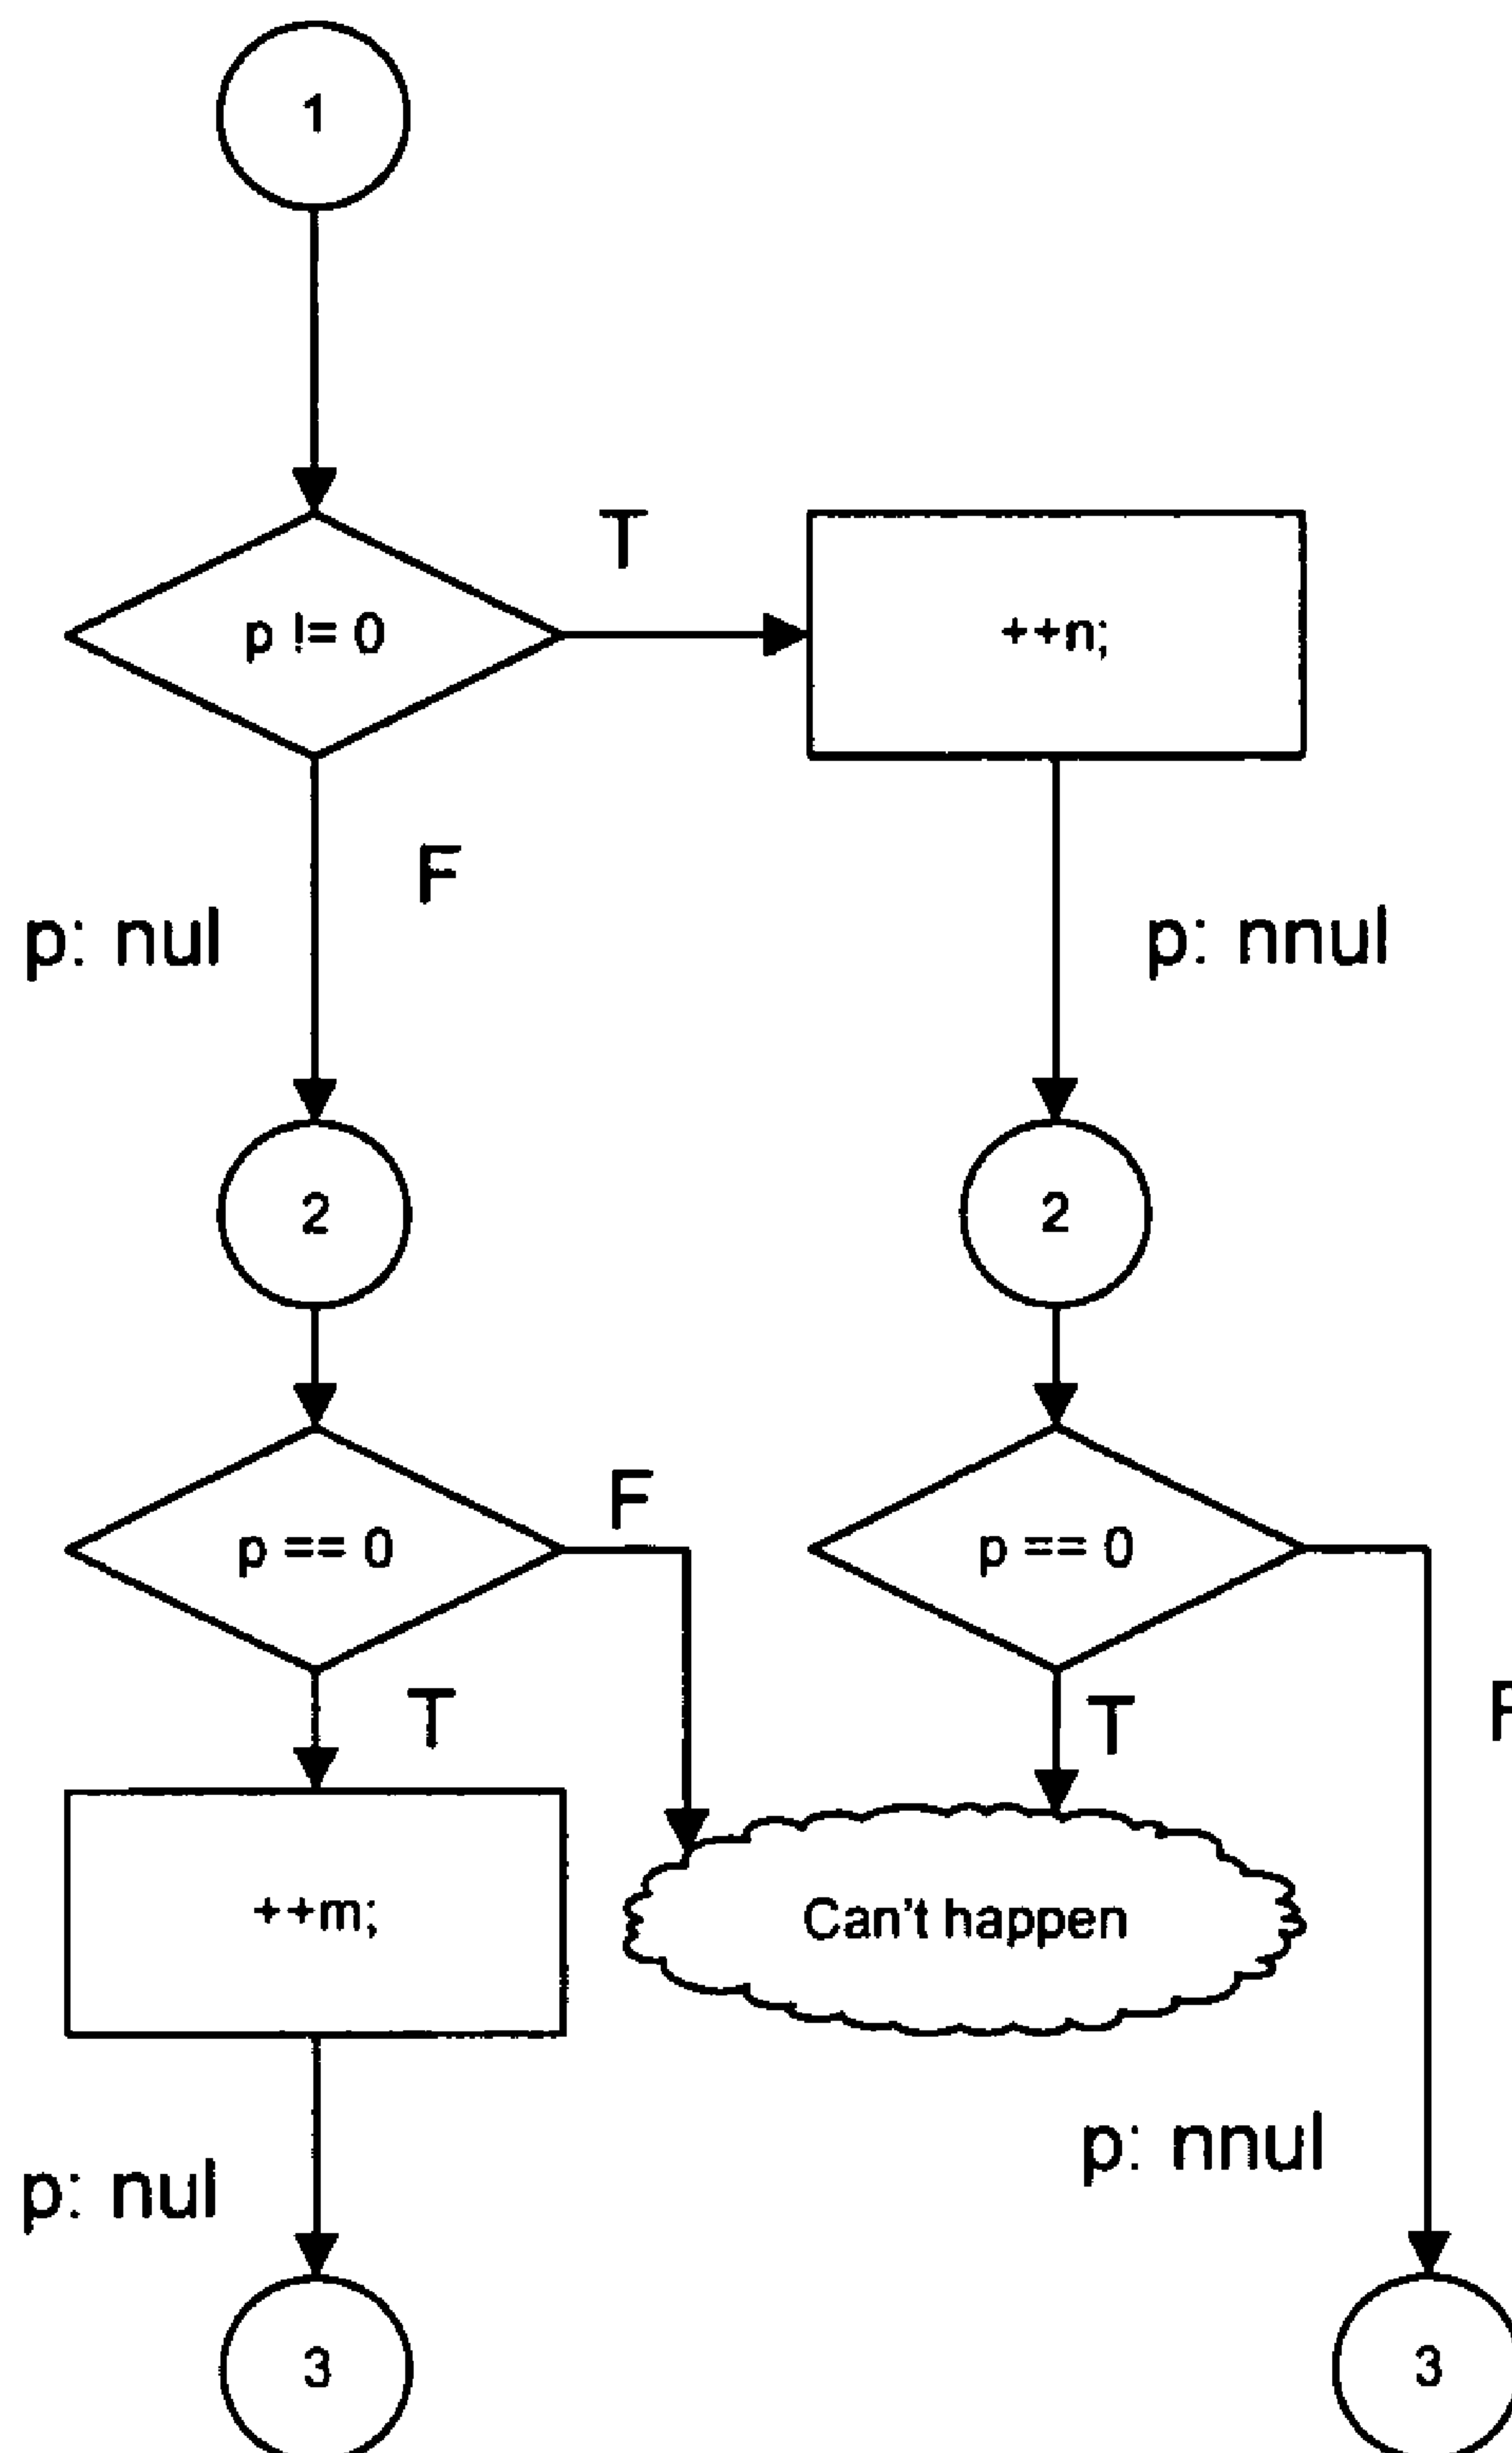 1
T
p != 0
++n;
F
p: nul
p: nnul
2
2
F
p == 0
p == 0
T
T
F
++m;
Can't happen
p: nnul
p: nul
3
3